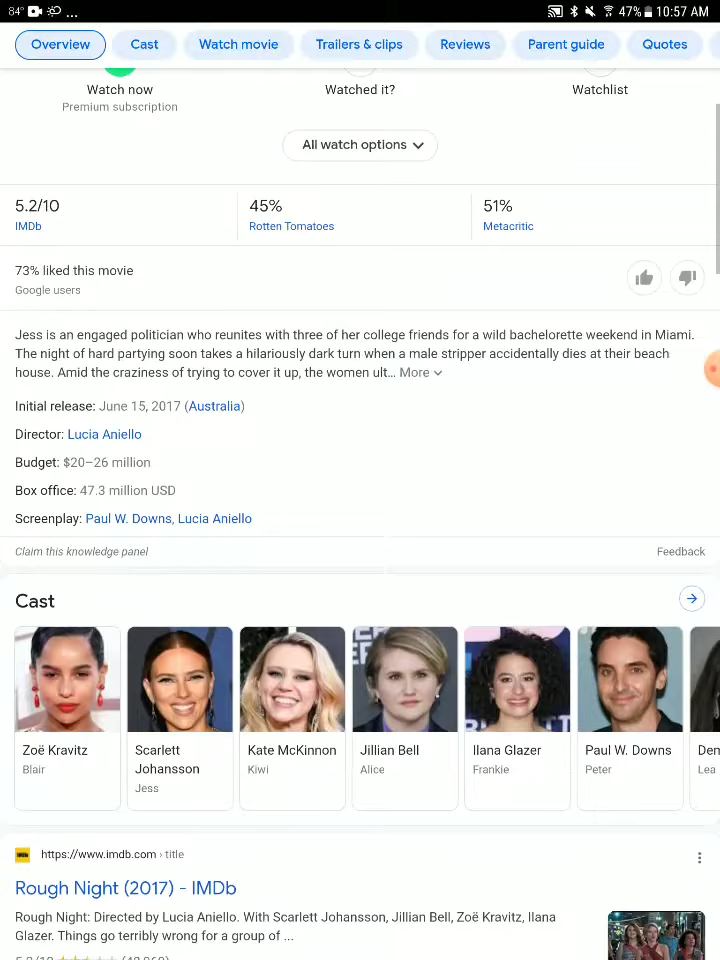 84° ... 47% 10:57 AM
Overview Cast Watch movie Trailers & clips Reviews Parent guide Quotes
Watch now Watched it? Watchlist
Premium subscription
All watch options
5.2/10 45% 51%
IMDb Rotten Tomatoes Metacritic
73% liked this movie
Google users
Jess is an engaged politician who reunites with three of her college friends for a wild bachelorette weekend in Miami.
The night of hard partying soon takes a hilariously dark turn when a male stripper accidentally dies at their beach
house. Amid the craziness of trying to cover it up, the women ult... More
Initial release: June 15, 2017 (Australia)
Director: Lucia Aniello
Budget: $20–26 million
Box office: 47.3 million USD
Screenplay: Paul W. Downs, Lucia Aniello
Claim this knowledge panel Feedback
Cast
Zoë Kravitz
Blair
Scarlett
Johansson
Jess
Kate McKinnon
Kiwi
Jillian Bell
Alice
Ilana Glazer
Frankie
Paul W. Downs
Peter
Dem
Lea
https://www.imdb.com › title
Rough Night (2017) - IMDb
Rough Night: Directed by Lucia Aniello. With Scarlett Johansson, Jillian Bell, Zoë Kravitz, Ilana
Glazer. Things go terribly wrong for a group of ...